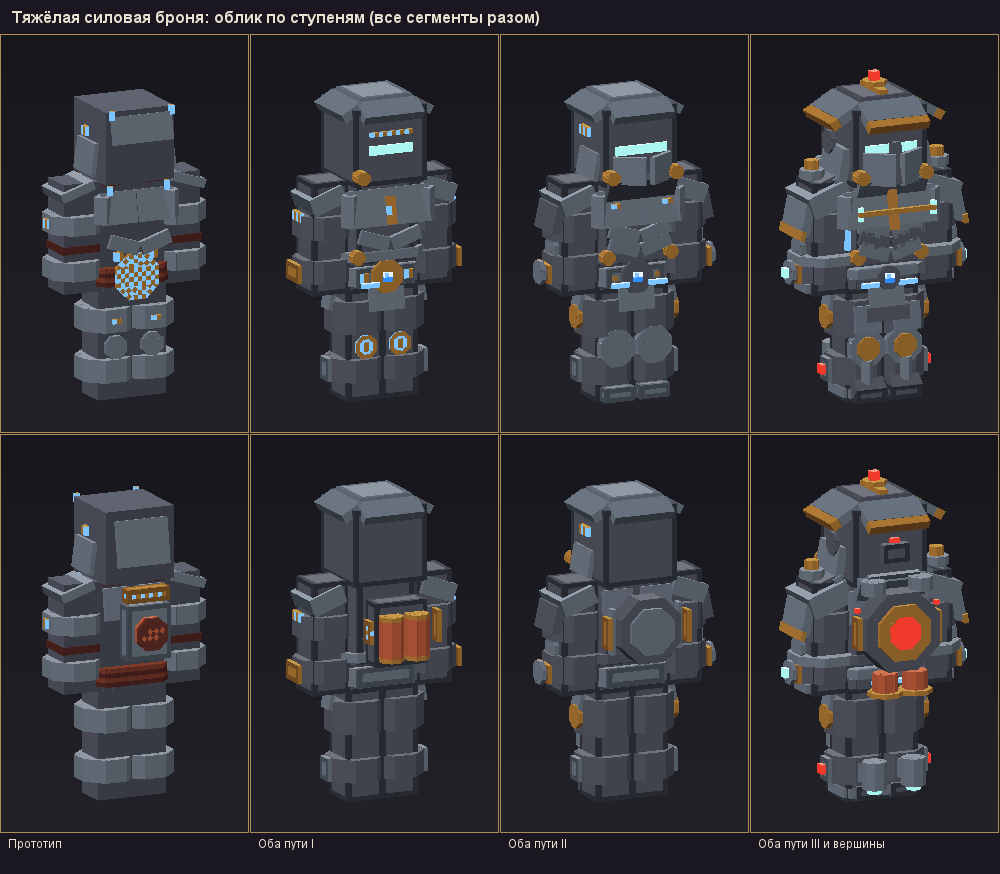 Тяжёлая силовая броня: облик по ступеням (все сегменты разом)
Прототип
Оба пути I
Оба пути II
Оба пути III и вершины